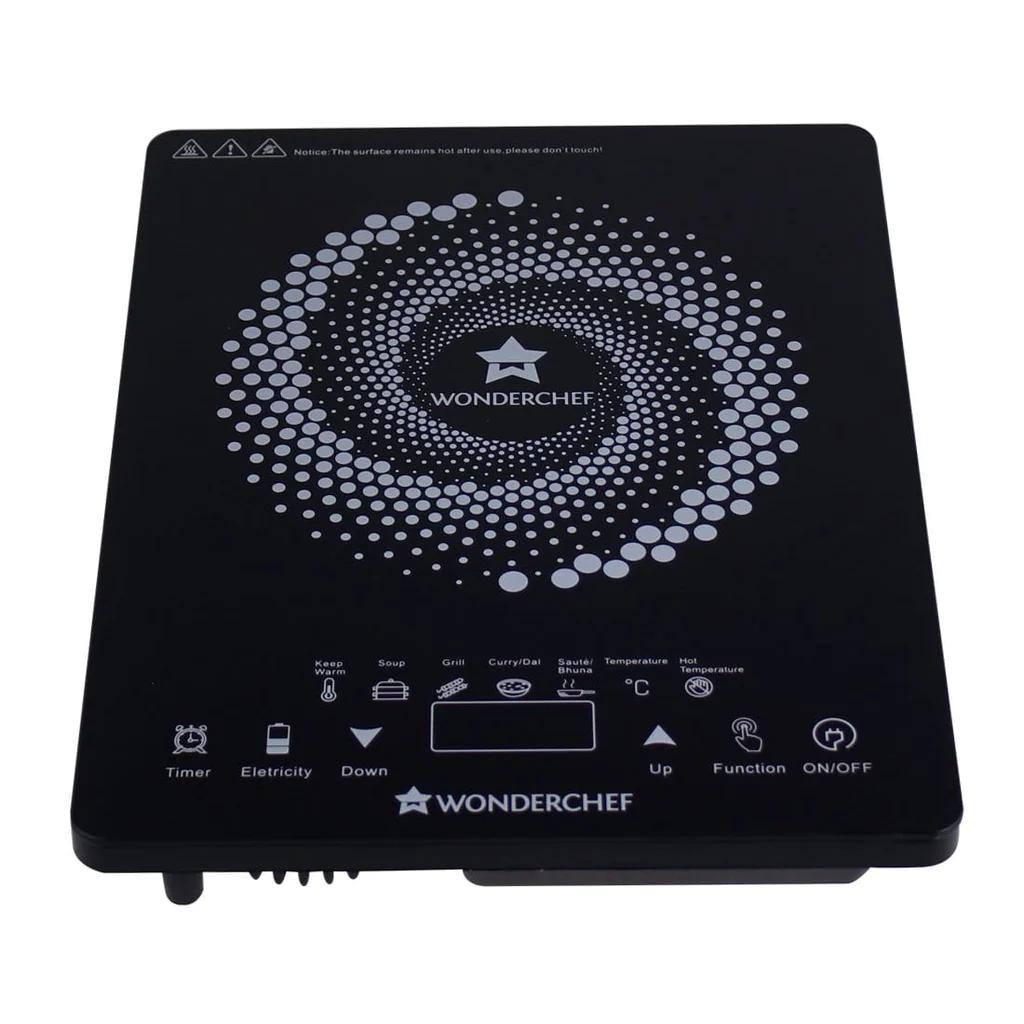 Notice:The surface remains hot after use,please don't touch!
WONDERCHEF
Keep Warm
Soup
Grill
Curry/Dal
Sauté/ Bhuna
Temperature
Hot Temperature
°C
Timer
Eletricity
Down
Up
Function
ON/OFF
WONDERCHEF